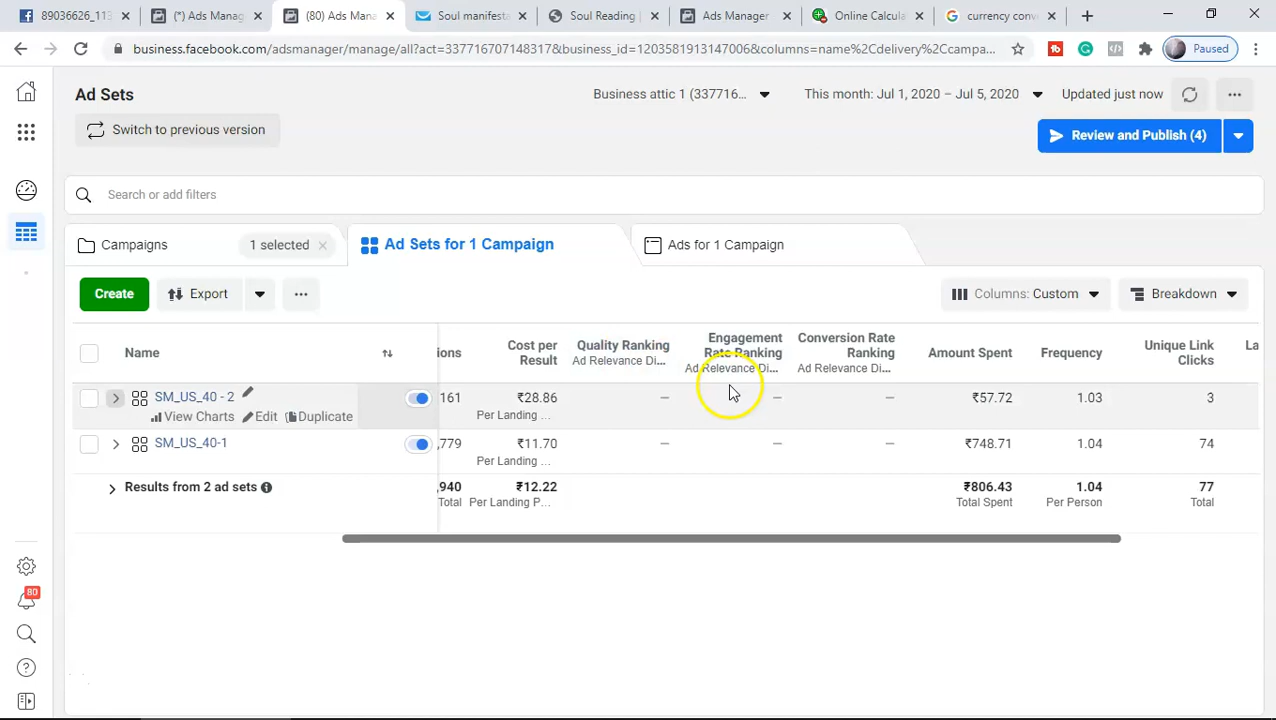 89036626_113
(*) Ads Manag
(80) Ads Mana
Soul manifesta
Soul Reading |
Ads Manager
Online Calcula
currency conv
business.facebook.com/adsmanager/manage/all?act=337716707148317&business_id=1203581913147006&columns=name%2Cdelivery%2Ccampa...
Paused
Ad Sets
Business attic 1 (337716...
This month: Jul 1, 2020 – Jul 5, 2020
Updated just now
Switch to previous version
Review and Publish (4)
Search or add filters
Campaigns
1 selected
Ad Sets for 1 Campaign
Ads for 1 Campaign
Create
Export
Columns: Custom
Breakdown
Name
ions
Cost per
Result
Quality Ranking
Ad Relevance Di...
Engagement
Rate Ranking
Ad Relevance Di...
Conversion Rate
Ranking
Ad Relevance Di...
Amount Spent
Frequency
Unique Link
Clicks
La
SM_US_40 - 2
161
₹28.86
—
—
—
₹57.72
1.03
3
View Charts
Edit
Duplicate
Per Landing ...
SM_US_40-1
,779
₹11.70
—
—
—
₹748.71
1.04
74
Per Landing ...
Results from 2 ad sets
,940
₹12.22
₹806.43
1.04
77
Total
Per Landing P...
Total Spent
Per Person
Total
80